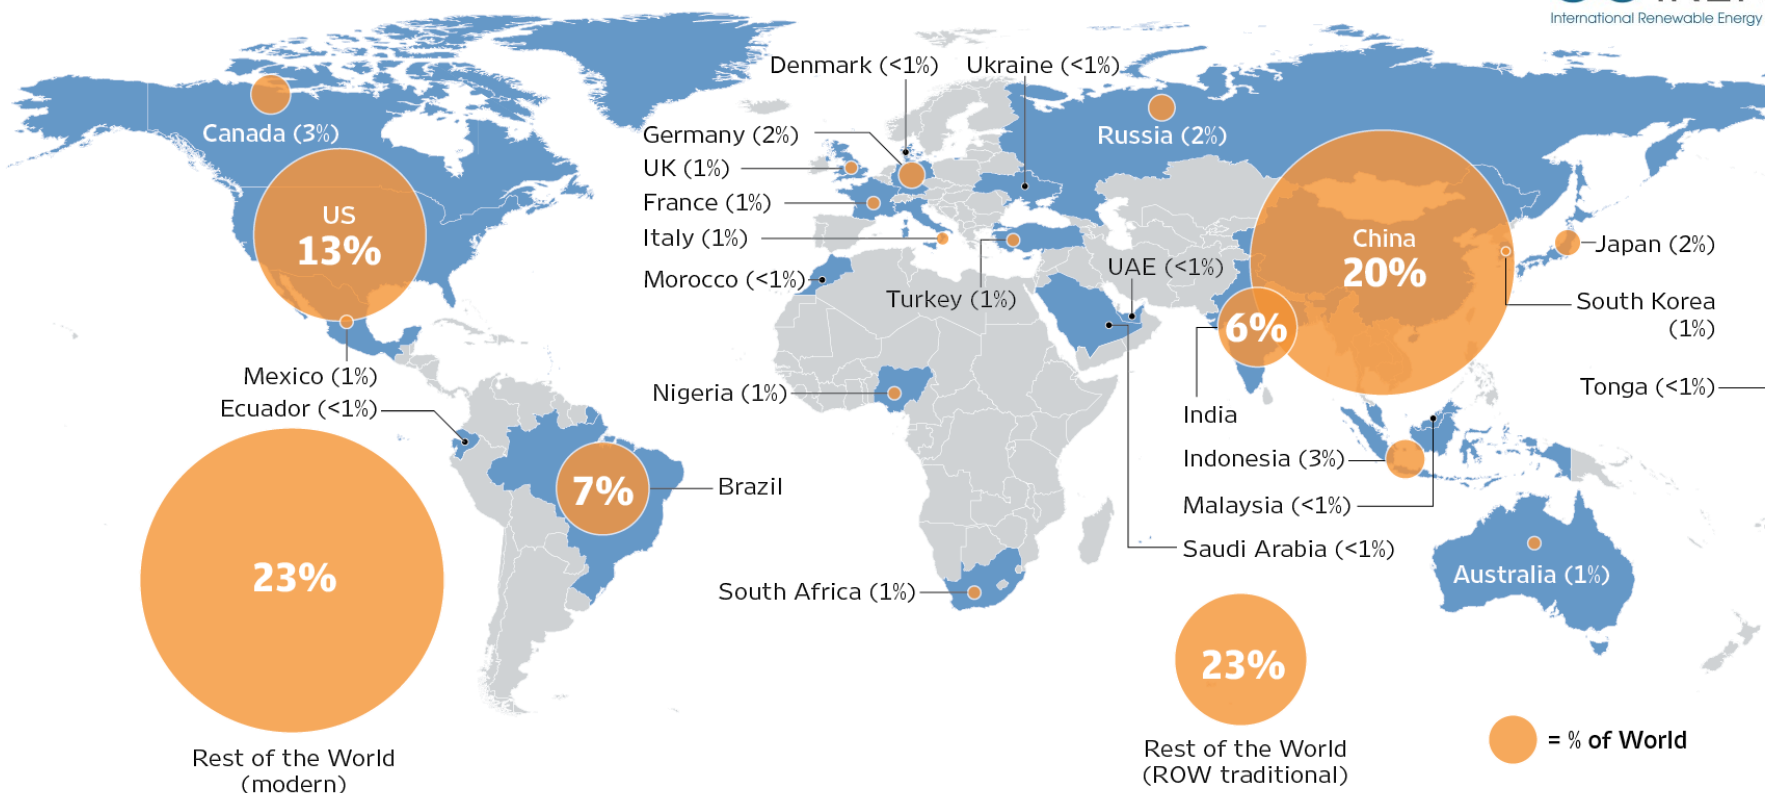 International Renewable Energy
Denmark (<1%)
Ukraine (<1%)
Canada (3%)
Germany (2%)
Russia (2%)
UK (1%)
France (1%)
US
13%
Italy (1%)
China
20%
Japan (2%)
Morocco (<1%)
Turkey (1%)
UAE (<1%)
South Korea
(1%)
6%
Mexico (1%)
Nigeria (1%)
Tonga (<1%)
Ecuador (<1%)
India
Indonesia (3%)
7%
Brazil
Malaysia (<1%)
Saudi Arabia (<1%)
23%
Australia (1%)
South Africa (1%)
23%
Rest of the World
(modern)
Rest of the World
(ROW traditional)
= % of World